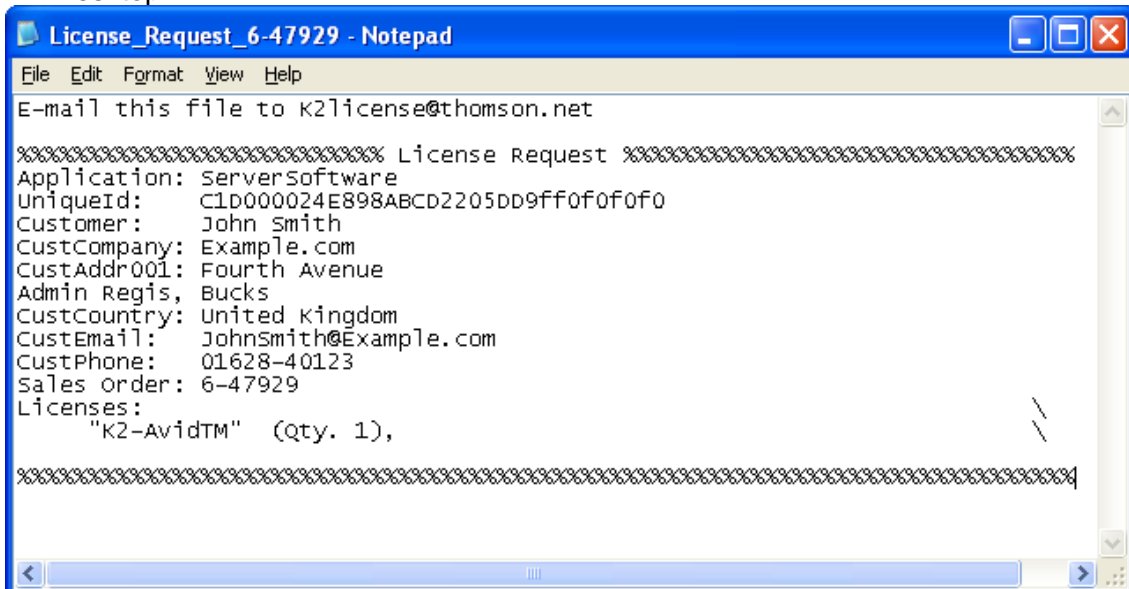 License_Request_6-47929 - Notepad
File Edit Format View Help
E-mail this file to K2license@thomson.net
%%%%%%%%%%%%%%%%%%%%%%%%%%%% License Request %%%%%%%%%%%%%%%%%%%%%%%%%%%%%%%%%%
Application: ServerSoftware
UniqueId: C1D000024E898ABCD2205DD9ff0f0f0f0
Customer: John Smith
CustCompany: Example.com
CustAddr001: Fourth Avenue
Admin Regis, Bucks
CustCountry: United Kingdom
CustEmail: JohnSmith@Example.com
CustPhone: 01628-40123
Sales Order: 6-47929
Licenses: \
"K2-AvidTM" (Qty. 1), \
%%%%%%%%%%%%%%%%%%%%%%%%%%%%%%%%%%%%%%%%%%%%%%%%%%%%%%%%%%%%%%%%%%%%%%%%%%%%%%%%%